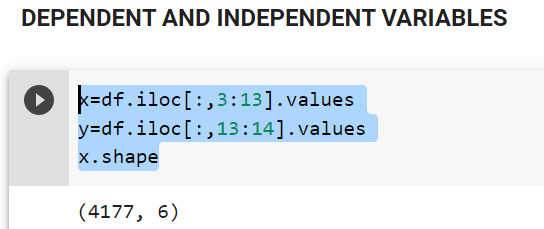 DEPENDENT AND INDEPENDENT VARIABLES
x=df.iloc[:,3:13].values
y=df.iloc[:,13:14].values
x.shape
(4177, 6)